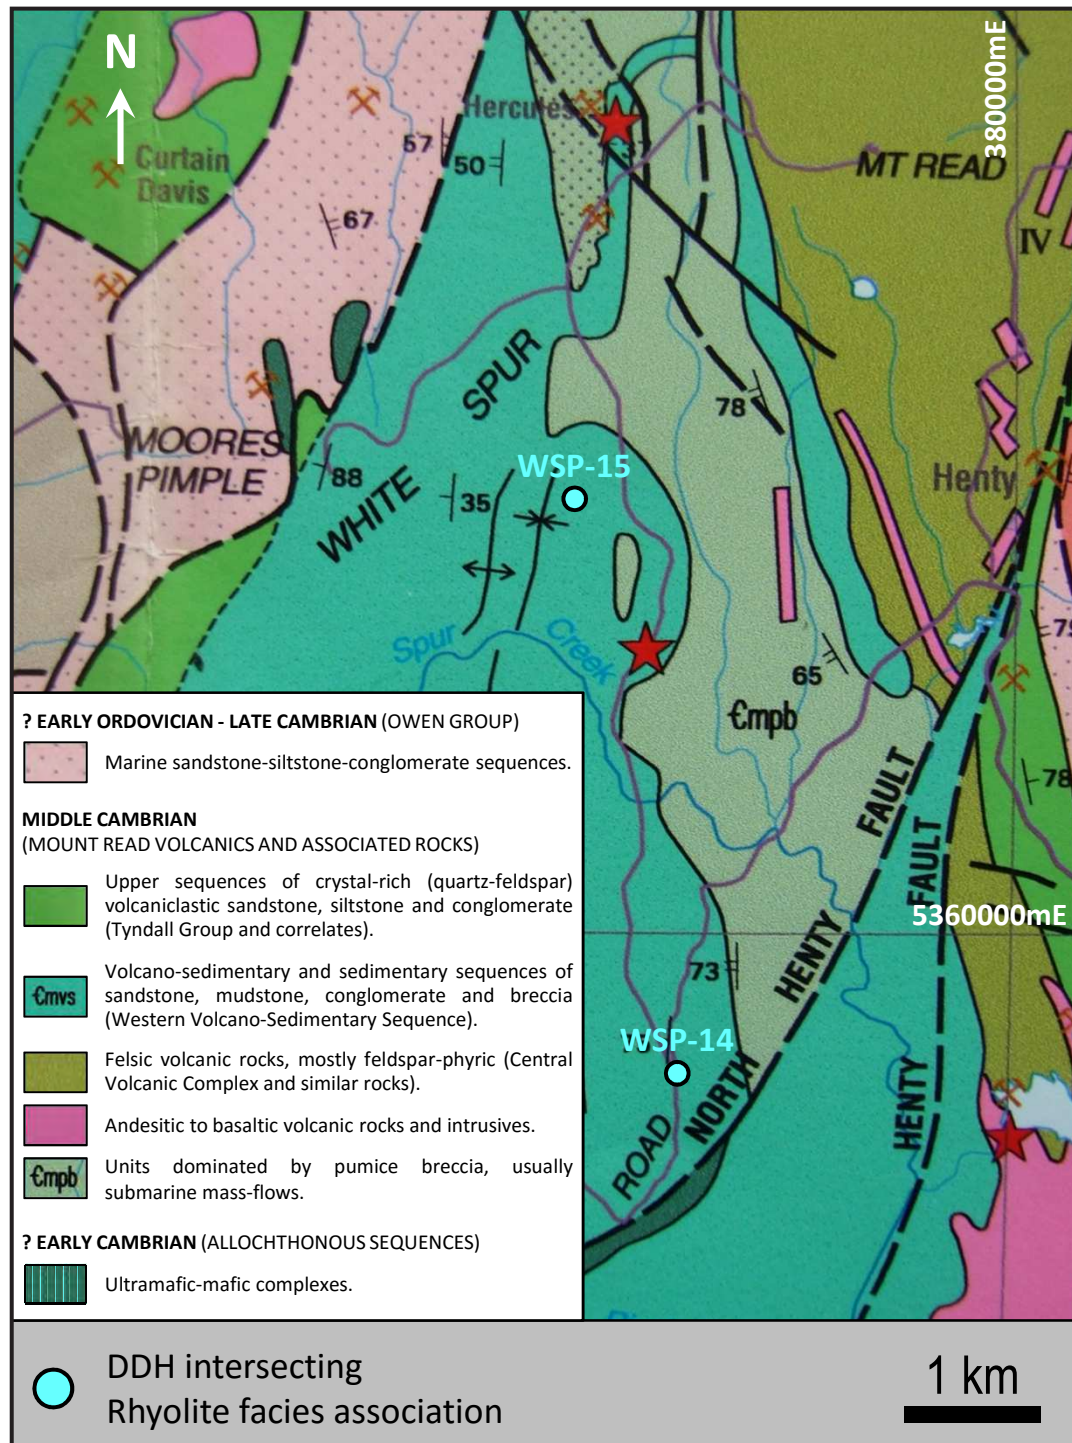 N
380000mE
Hercules
57
50
37
Curtain
Davis
MT READ
67
IV
SPUR
78
MOORES
PIMPLE
88
WHITE
WSP-15
35
Henty
Spur
Creek
65
79
€mpb
FAULT
FAULT
78
5360000mE
HENTY
73
WSP-14
NORTH
HENTY
ROAD
? EARLY ORDOVICIAN - LATE CAMBRIAN (OWEN GROUP)
Marine sandstone-siltstone-conglomerate sequences.
MIDDLE CAMBRIAN
(MOUNT READ VOLCANICS AND ASSOCIATED ROCKS)
Upper sequences of crystal-rich (quartz-feldspar)
volcaniclastic sandstone, siltstone and conglomerate
(Tyndall Group and correlates).
€mvs
Volcano-sedimentary and sedimentary sequences of
sandstone, mudstone, conglomerate and breccia
(Western Volcano-Sedimentary Sequence).
Felsic volcanic rocks, mostly feldspar-phyric (Central
Volcanic Complex and similar rocks).
Andesitic to basaltic volcanic rocks and intrusives.
€mpb
Units dominated by pumice breccia, usually
submarine mass-flows.
? EARLY CAMBRIAN (ALLOCHTHONOUS SEQUENCES)
Ultramafic-mafic complexes.
DDH intersecting
Rhyolite facies association
1 km